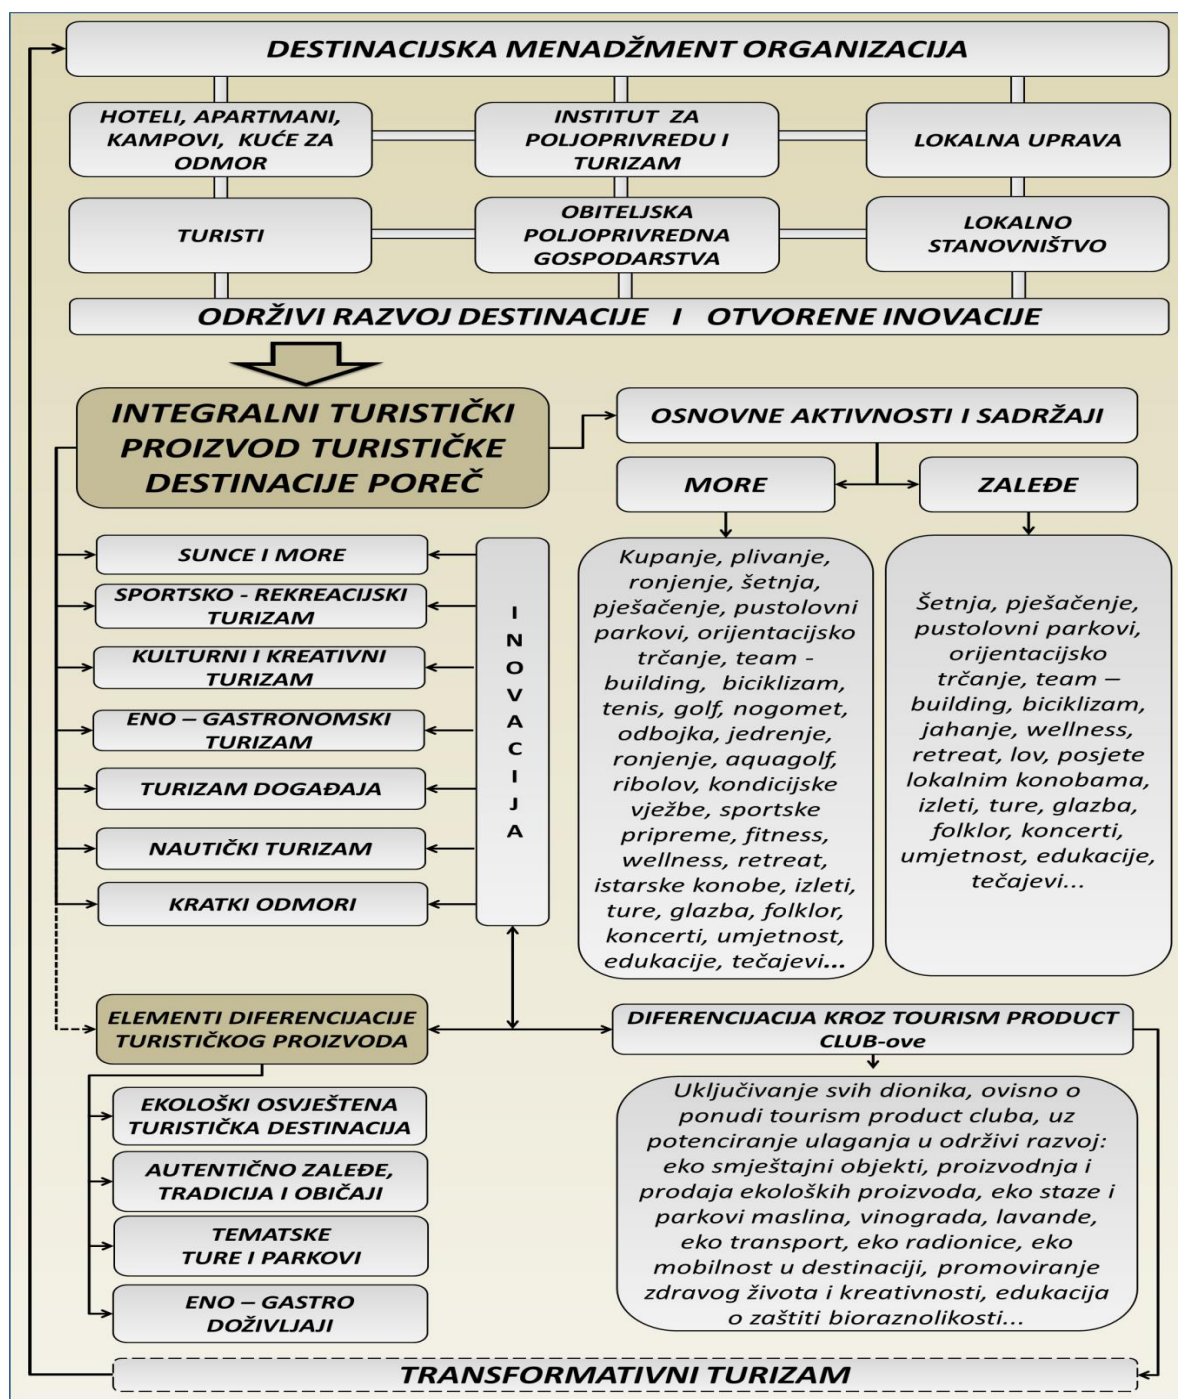 DESTINACIJSKA MENADŽMENT ORGANIZACIJA
HOTELI, APARTMANI,
KAMPOVI, KUĆE ZA
ODMOR
INSTITUT ZA
POLJOPRIVREDU I
TURIZAM
LOKALNA UPRAVA
TURISTI
OBITELJSKA
POLJOPRIVREDNA
GOSPODARSTVA
LOKALNO
STANOVNIŠTVO
ODRŽIVI RAZVOJ DESTINACIJE I OTVORENE INOVACIJE
INTEGRALNI TURISTIČKI
PROIZVOD TURISTIČKE
DESTINACIJE POREČ
OSNOVNE AKTIVNOSTI I SADRŽAJI
MORE
ZALEĐE
SUNCE I MORE
SPORTSKO - REKREACIJSKI
TURIZAM
KULTURNI I KREATIVNI
TURIZAM
ENO – GASTRONOMSKI
TURIZAM
TURIZAM DOGAĐAJA
NAUTIČKI TURIZAM
KRATKI ODMORI
I
N
O
V
A
C
I
J
A
Kupanje, plivanje,
ronjenje, šetnja,
pješačenje, pustolovni
parkovi, orijentacijsko
trčanje, team -
building, biciklizam,
tenis, golf, nogomet,
odbojka, jedrenje,
ronjenje, aquagolf,
ribolov, kondicijske
vježbe, sportske
pripreme, fitness,
wellness, retreat,
istarske konobe, izleti,
ture, glazba, folklor,
koncerti, umjetnost,
edukacije, tečajevi...
Šetnja, pješačenje,
pustolovni parkovi,
orijentacijsko
trčanje, team –
building, biciklizam,
jahanje, wellness,
retreat, lov, posjete
lokalnim konobama,
izleti, ture, glazba,
folklor, koncerti,
umjetnost, edukacije,
tečajevi...
ELEMENTI DIFERENCIJACIJE
TURISTIČKOG PROIZVODA
DIFERENCIJACIJA KROZ TOURISM PRODUCT
CLUB-ove
EKOLOŠKI OSVJEŠTENA
TURISTIČKA DESTINACIJA
AUTENTIČNO ZALEĐE,
TRADICIJA I OBIČAJI
TEMATSKE
TURE I PARKOVI
ENO – GASTRO
DOŽIVLJAJI
Uključivanje svih dionika, ovisno o
ponudi tourism product cluba, uz
potenciranje ulaganja u održivi razvoj:
eko smještajni objekti, proizvodnja i
prodaja ekoloških proizvoda, eko staze i
parkovi maslina, vinograda, lavande,
eko transport, eko radionice, eko
mobilnost u destinaciji, promoviranje
zdravog života i kreativnosti, edukacija
o zaštiti bioraznolikosti...
TRANSFORMATIVNI TURIZAM